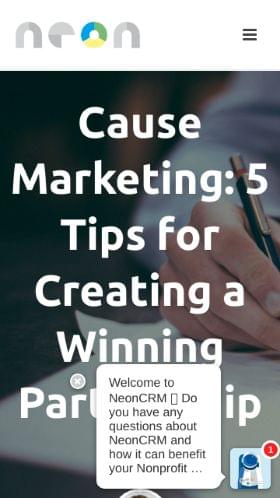 neon
Cause
Marketing: 5
Tips for
Creating a
Winning
Welcome to
NeonCRM ▯ Do
you have any
questions about
NeonCRM and
how it can benefit
your Nonprofit ...
1